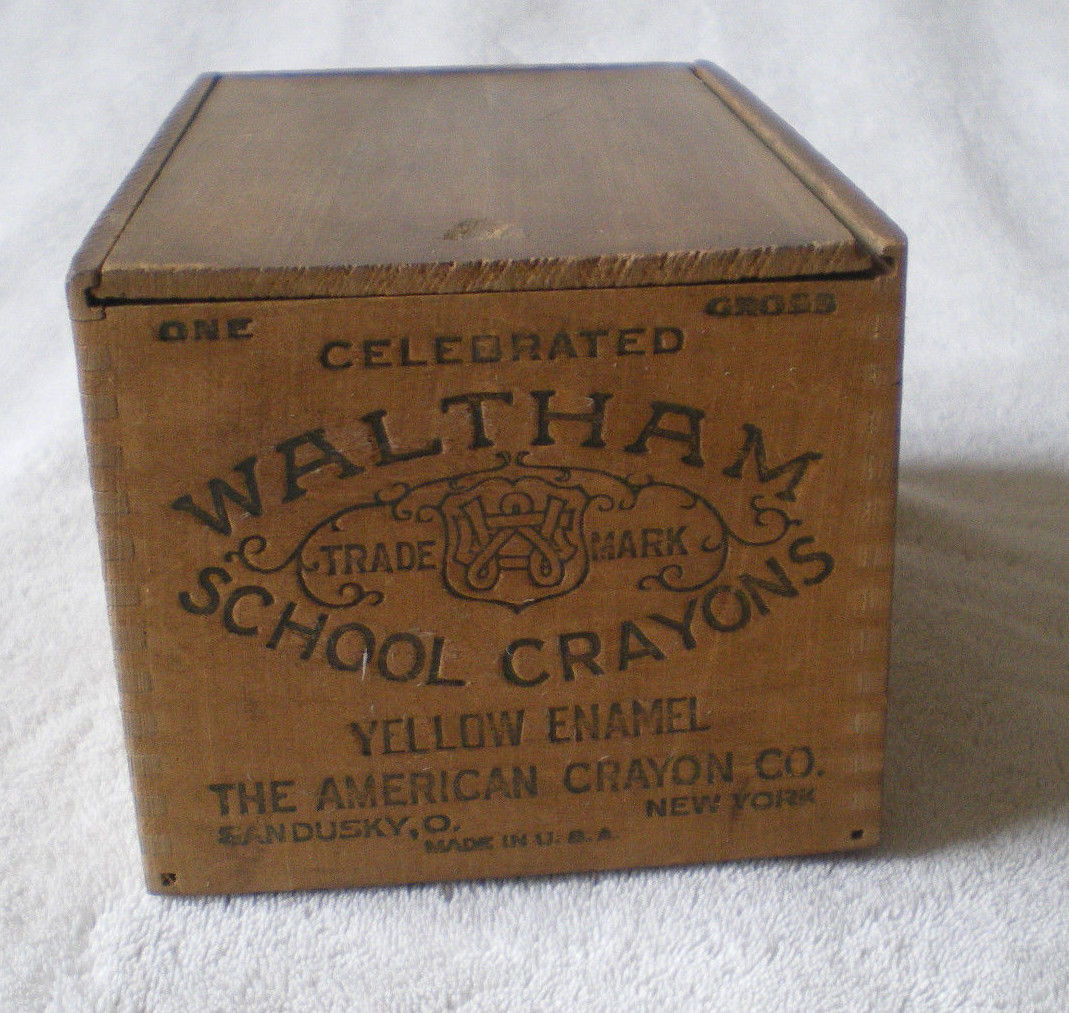 ONE GROSS
CELEBRATED
WALTHAM
TRADE MARK
SCHOOL CRAYONS
YELLOW ENAMEL
THE AMERICAN CRAYON CO.
SANDUSKY, O. NEW YORK
MADE IN U.S.A.